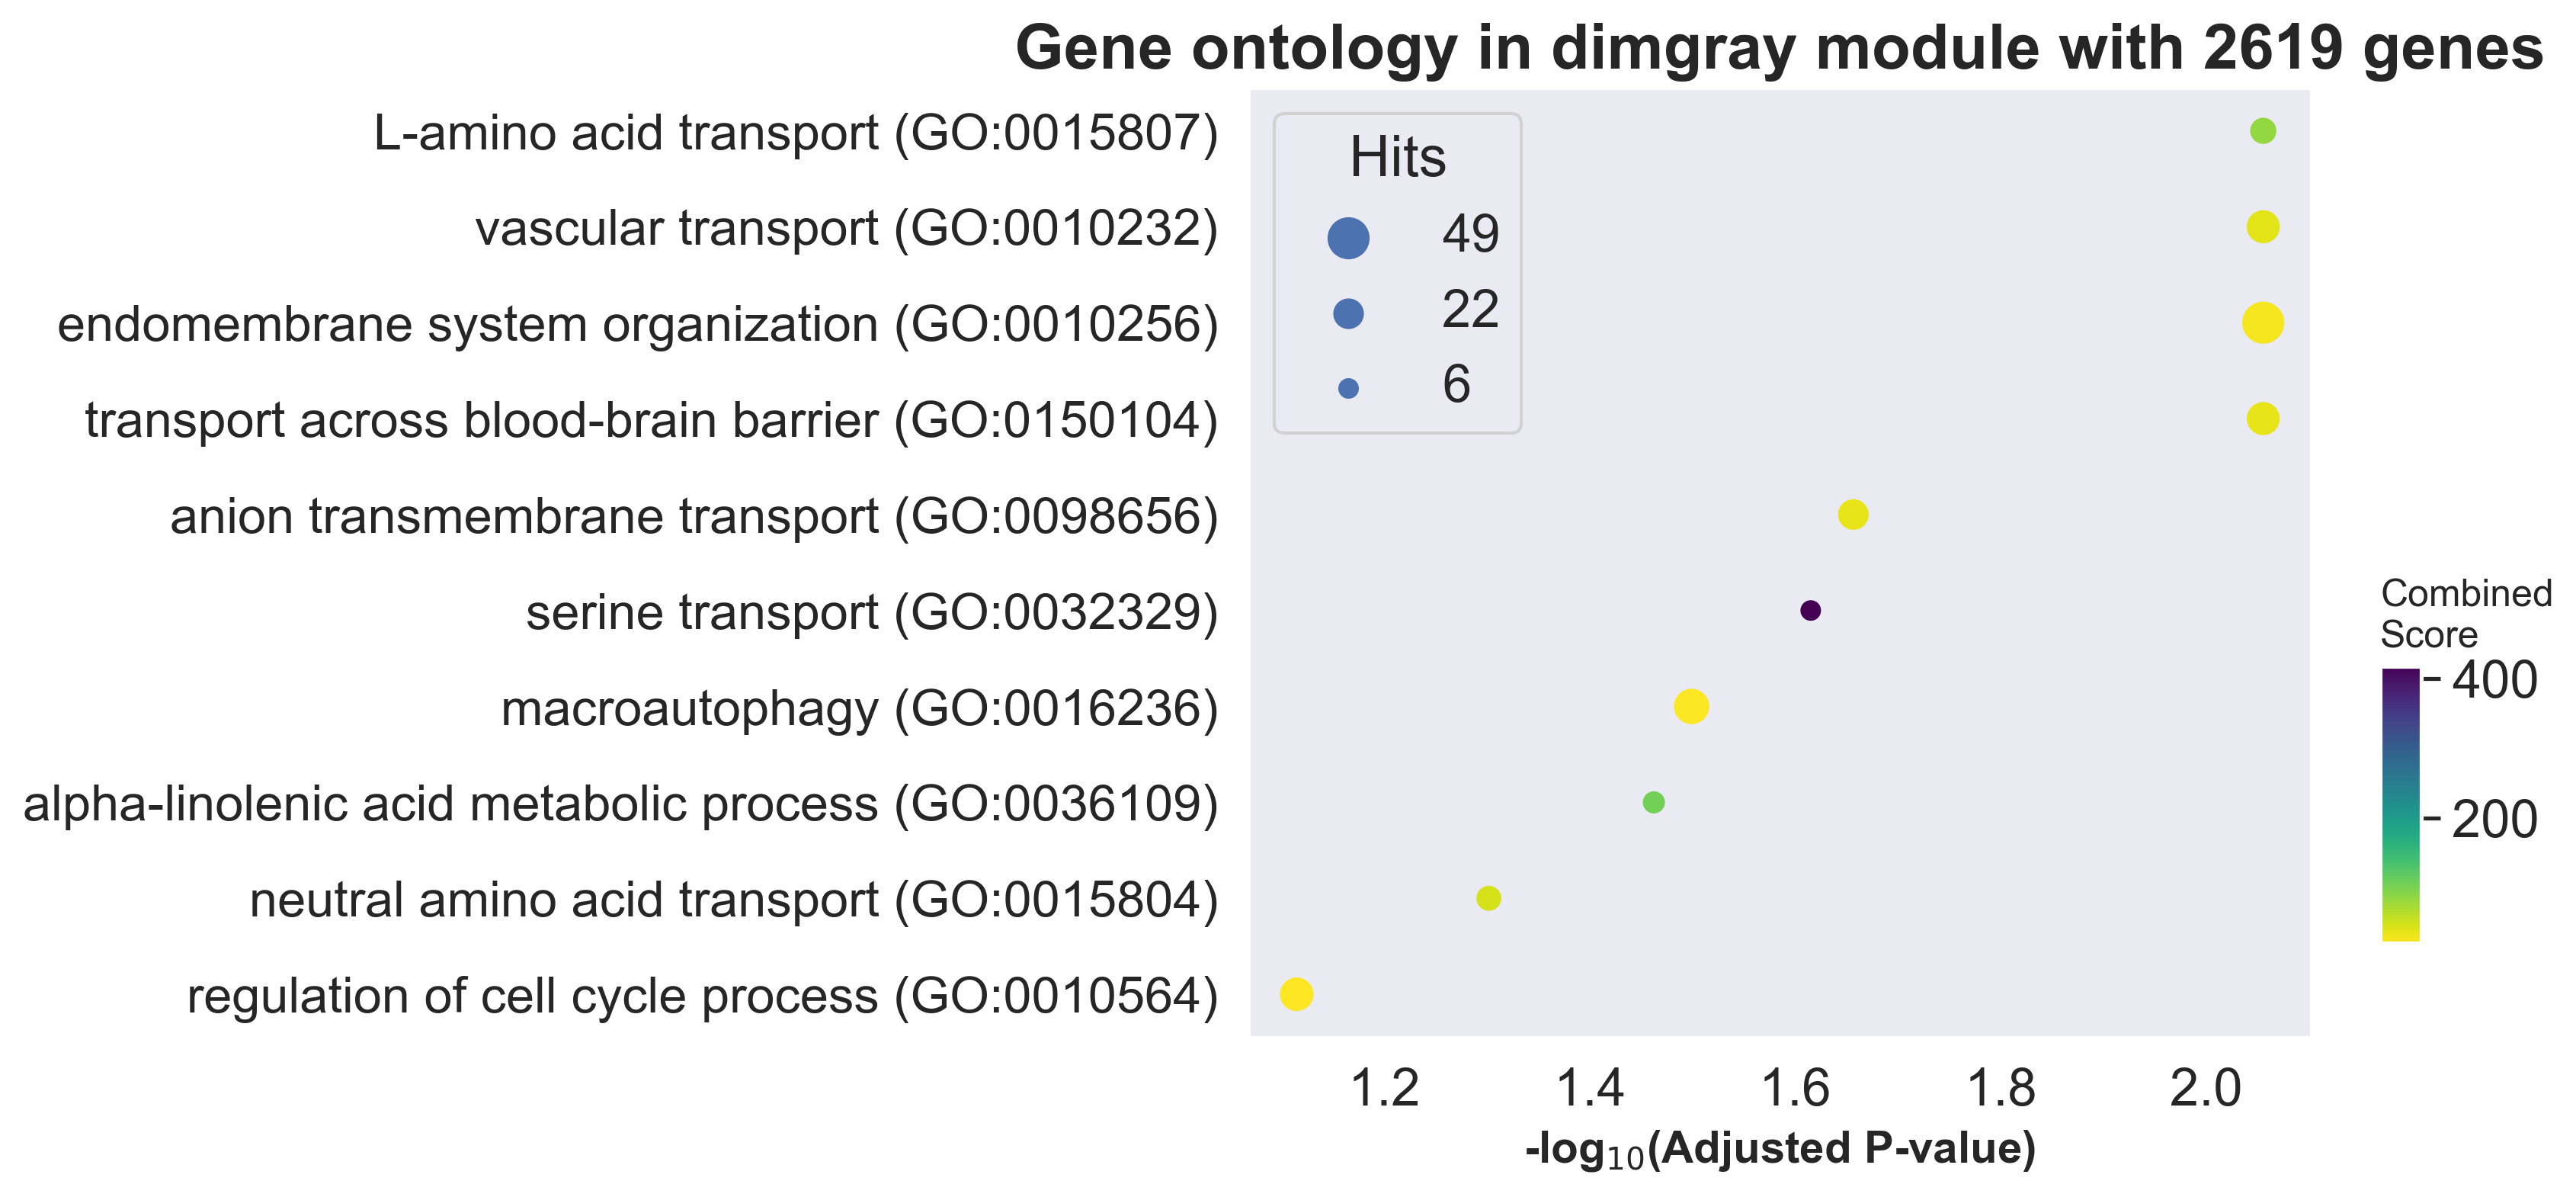 Gene ontology in dimgray module with 2619 genes
L-amino acid transport (GO:0015807)
vascular transport (GO:0010232)
endomembrane system organization (GO:0010256)
transport across blood-brain barrier (GO:0150104)
anion transmembrane transport (GO:0098656)
serine transport (GO:0032329)
macroautophagy (GO:0016236)
alpha-linolenic acid metabolic process (GO:0036109)
neutral amino acid transport (GO:0015804)
regulation of cell cycle process (GO:0010564)
Hits
49
22
6
Combined
Score
400
200
1.2 1.4 1.6 1.8 2.0
-log10(Adjusted P-value)